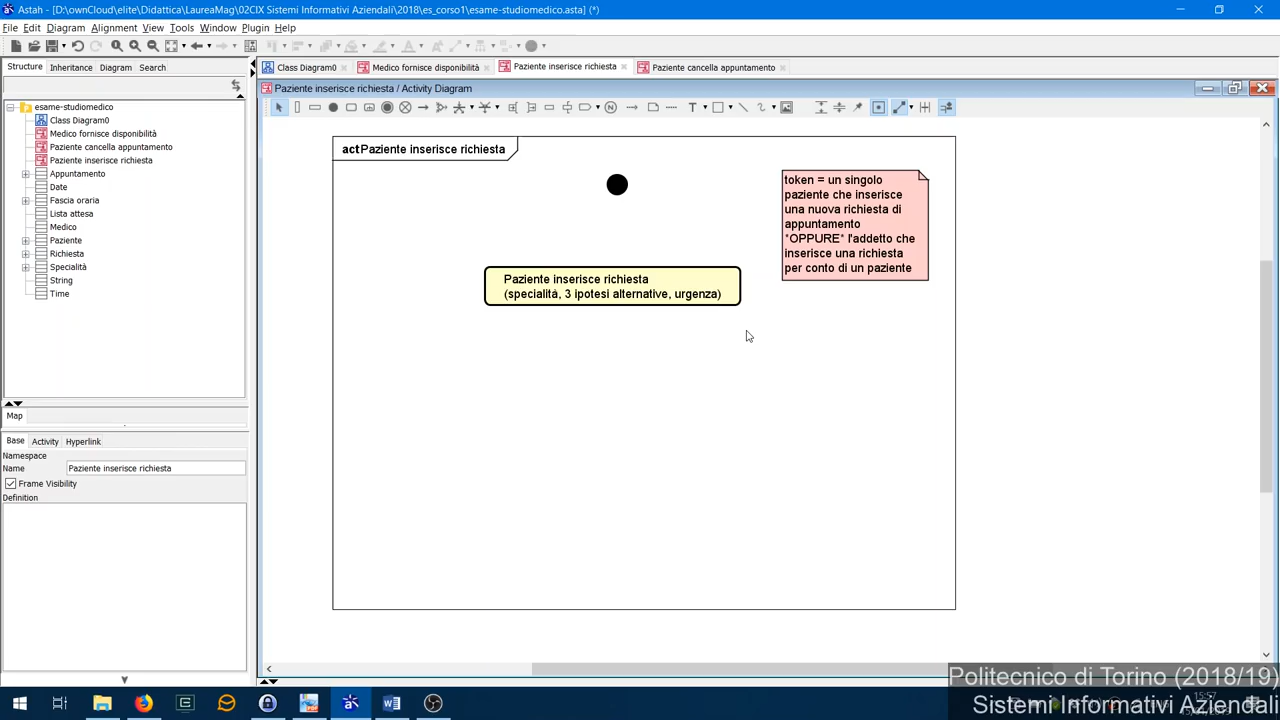 Astah - [D:\ownCloud\elite\Didattica\LaureaMag\02CIX Sistemi Informativi Aziendali\2018\es_corso1\esame-studiomedico.asta] (*)
File Edit Diagram Alignment View Tools Window Plugin Help
Structure Inheritance Diagram Search
Class Diagram0 Medico fornisce disponibilità Paziente inserisce richiesta Paziente cancella appuntamento
Paziente inserisce richiesta / Activity Diagram
esame-studiomedico
Class Diagram0
Medico fornisce disponibilità
Paziente cancella appuntamento
Paziente inserisce richiesta
Appuntamento
Date
Fascia oraria
Lista attesa
Medico
Paziente
Richiesta
Specialità
String
Time
Map
Base Activity Hyperlink
Namespace
Name Paziente inserisce richiesta
Frame Visibility
Definition
act Paziente inserisce richiesta
token = un singolo
paziente che inserisce
una nuova richiesta di
appuntamento
*OPPURE* l'addetto che
inserisce una richiesta
per conto di un paziente
Paziente inserisce richiesta
(specialità, 3 ipotesi alternative, urgenza)
Politecnico di Torino (2018/19)
15:57
Sistemi Informativi Aziendali